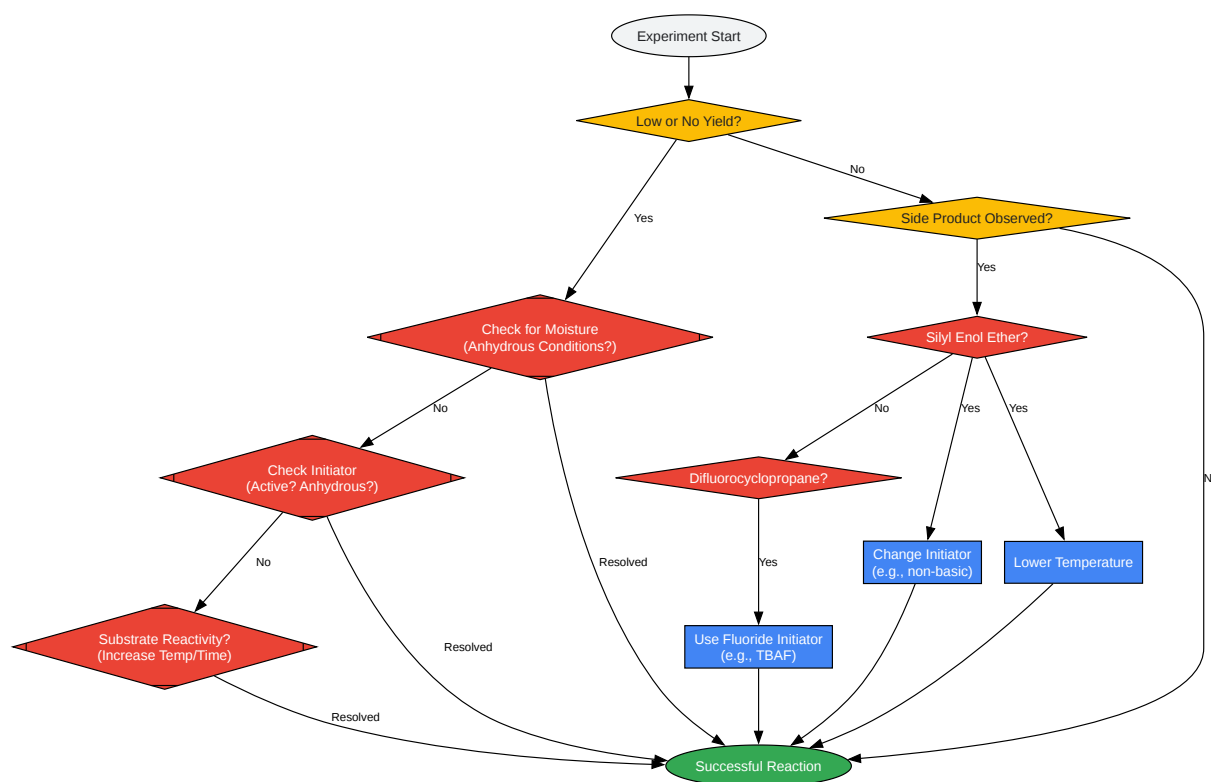 Experiment Start
Low or No Yield?
No
Side Product Observed?
Yes
Yes
Check for Moisture
(Anhydrous Conditions?)
Silyl Enol Ether?
No
No
Yes
Yes
Check Initiator
(Active? Anhydrous?)
Difluorocyclopropane?
N
No
Resolved
Yes
Change Initiator
(e.g., non-basic)
Lower Temperature
Substrate Reactivity?
(Increase Temp/Time)
Resolved
Use Fluoride Initiator
(e.g., TBAF)
Resolved
Successful Reaction